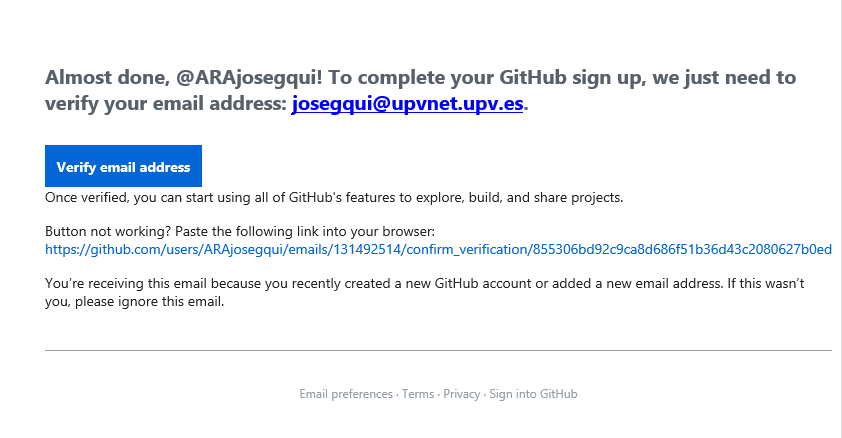 Almost done, @ARAjosegqui! To complete your GitHub sign up, we just need to
verify your email address: josegqui@upvnet.upv.es.
Verify email address
Once verified, you can start using all of GitHub's features to explore, build, and share projects.
Button not working? Paste the following link into your browser:
https://github.com/users/ARAjosegqui/emails/131492514/confirm_verification/855306bd92c9ca8d686f51b36d43c2080627b0ed
You’re receiving this email because you recently created a new GitHub account or added a new email address. If this wasn’t
you, please ignore this email.
Email preferences · Terms · Privacy · Sign into GitHub